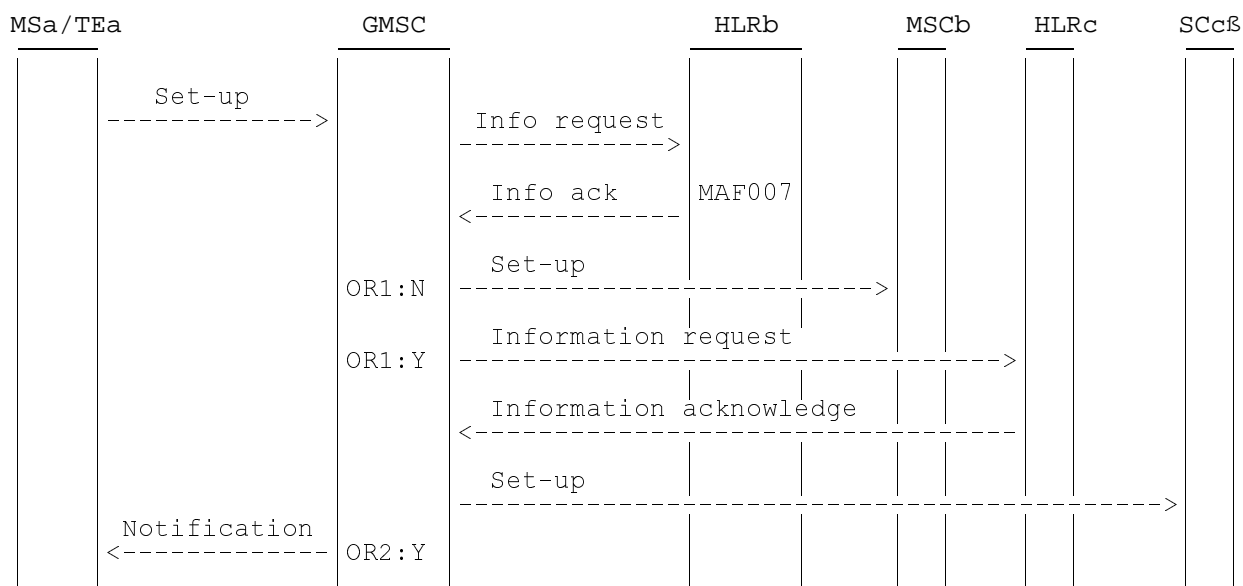 MSa/TEa GMSC HLRb MSCb HLRc SCcß
Set-up
Info request
Info ack MAF007
Set-up
OR1:N
Information request
OR1:Y
Information acknowledge
Set-up
Notification
OR2:Y